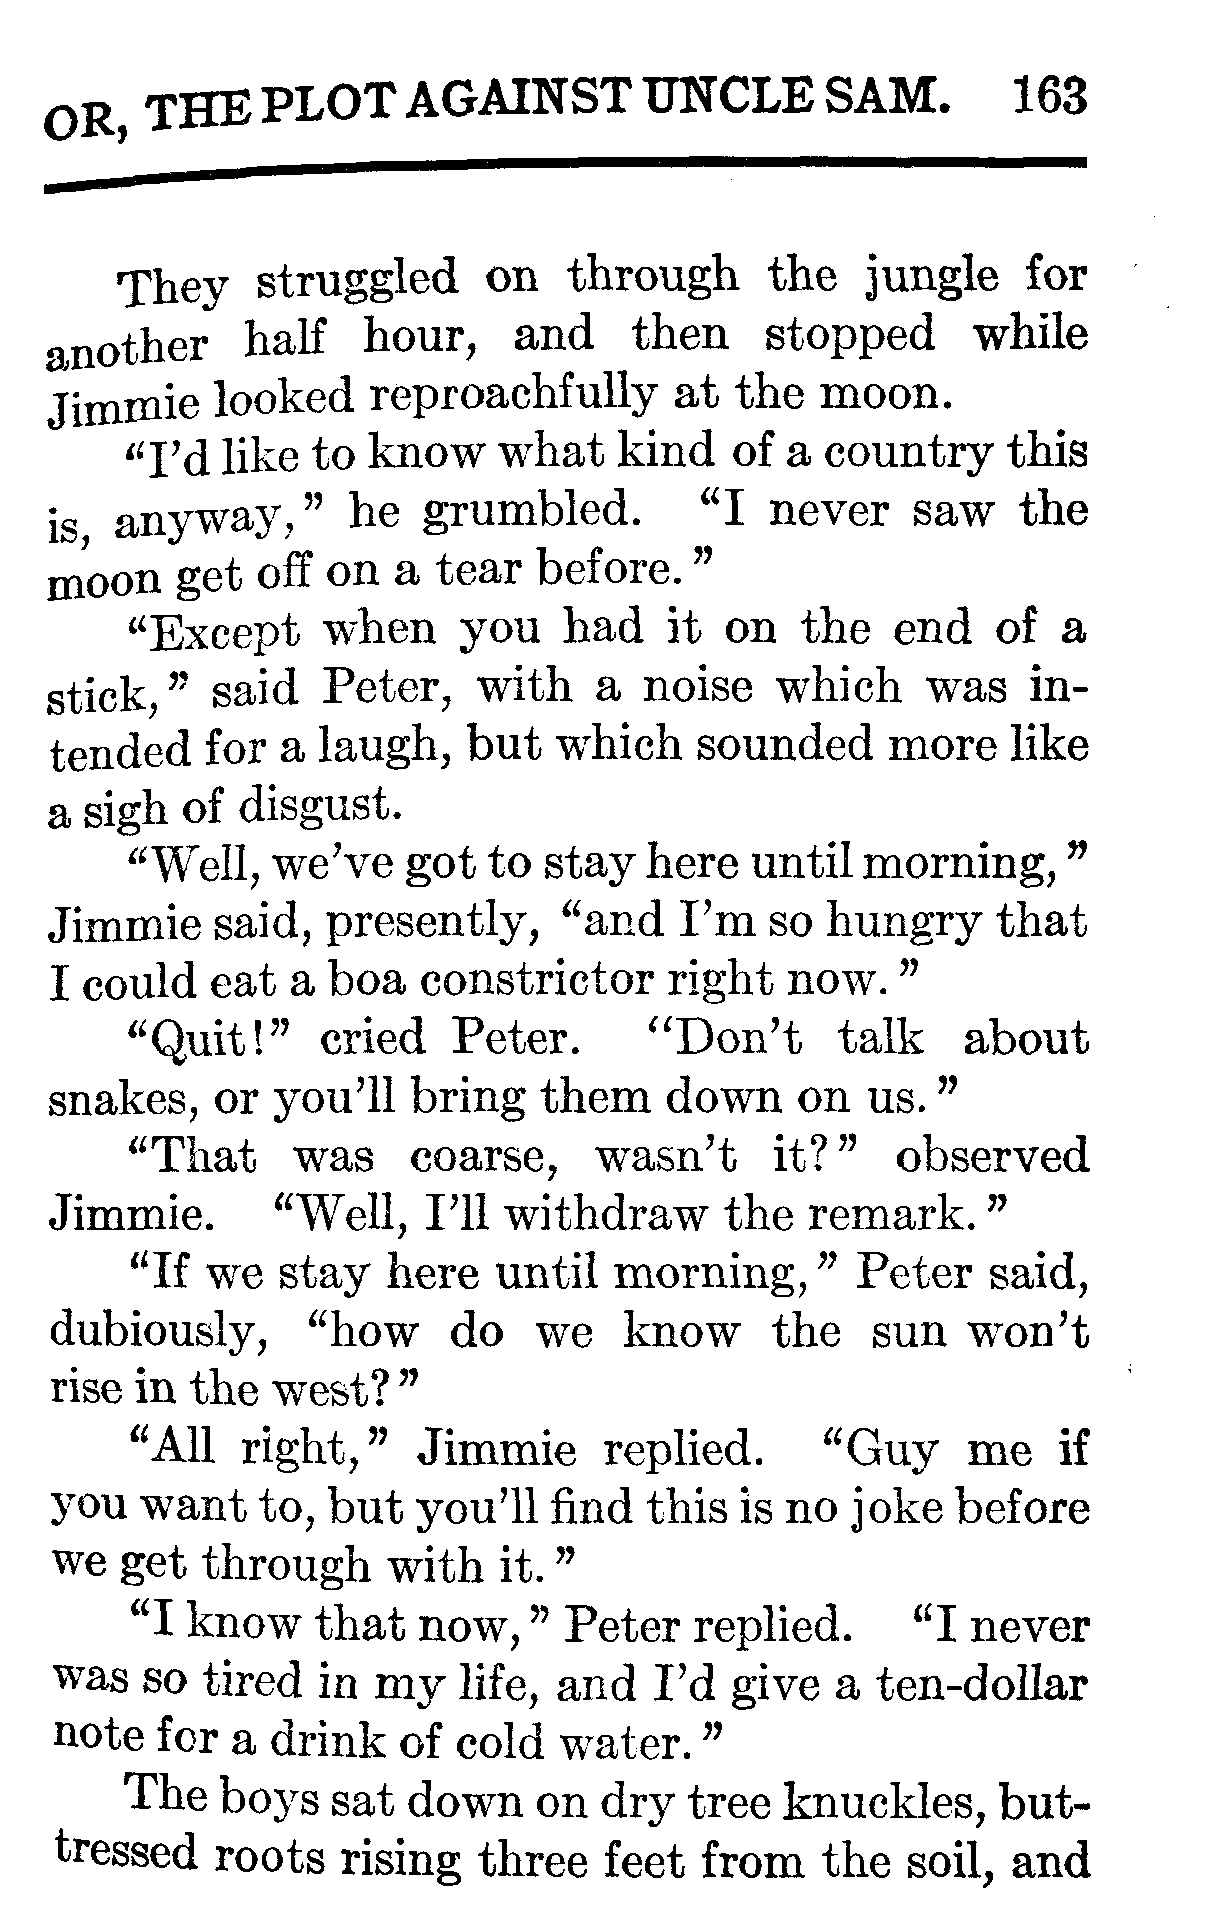 OR, THE PLOT AGAINST UNCLE SAM. 163
They struggled on through the jungle for
another half hour, and then stopped while
Jimmie looked reproachfully at the moon.
“I’d like to know what kind of a country this
is, anyway,” he grumbled. “I never saw the
moon get off on a tear before.”
“Except when you had it on the end of a
stick,” said Peter, with a noise which was in-
tended for a laugh, but which sounded more like
a sigh of disgust.
“Well, we’ve got to stay here until morning,”
Jimmie said, presently, “and I’m so hungry that
I could eat a boa constrictor right now.”
“Quit!” cried Peter. “Don’t talk about
snakes, or you’ll bring them down on us.”
“That was coarse, wasn’t it?” observed
Jimmie. “Well, I’ll withdraw the remark.”
“If we stay here until morning,” Peter said,
dubiously, “how do we know the sun won’t
rise in the west?”
“All right,” Jimmie replied. “Guy me if
you want to, but you’ll find this is no joke before
we get through with it.”
“I know that now,” Peter replied. “I never
was so tired in my life, and I’d give a ten-dollar
note for a drink of cold water.”
The boys sat down on dry tree knuckles, but-
tressed roots rising three feet from the soil, and